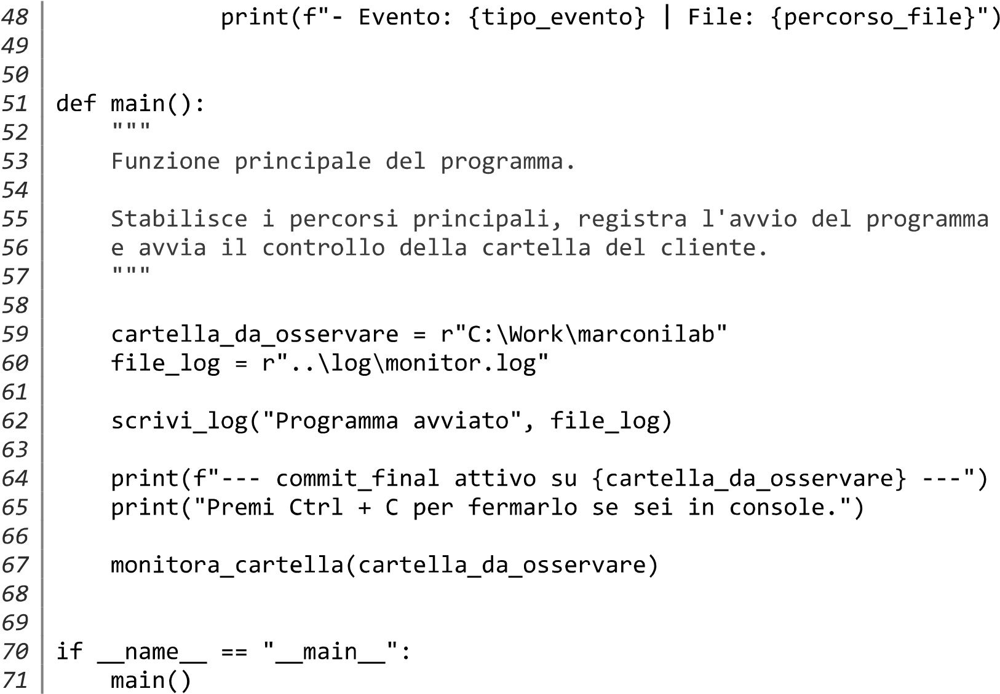 48             print(f"- Evento: {tipo_evento} | File: {percorso_file}")
49
50
51 def main():
52     """
53     Funzione principale del programma.
54
55     Stabilisce i percorsi principali, registra l'avvio del programma
56     e avvia il controllo della cartella del cliente.
57     """
58
59     cartella_da_osservare = r"C:\Work\marconilab"
60     file_log = r"..\log\monitor.log"
61
62     scrivi_log("Programma avviato", file_log)
63
64     print(f"--- commit_final attivo su {cartella_da_osservare} ---")
65     print("Premi Ctrl + C per fermarlo se sei in console.")
66
67     monitora_cartella(cartella_da_osservare)
68
69
70 if __name__ == "__main__":
71     main()